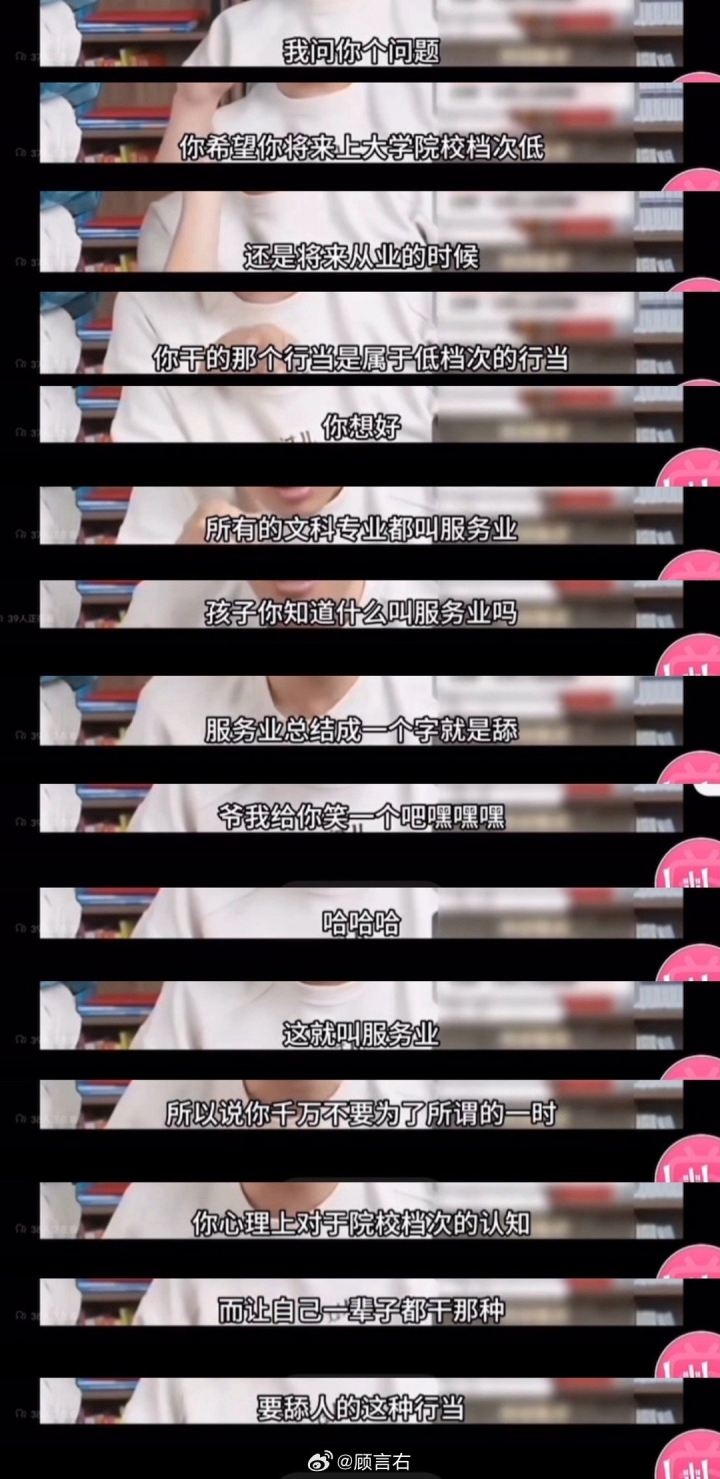 我问你个问题
你希望你将来上大学院校档次低
还是将来从业的时候
你干的那个行当是属于低档次的行当
你想好
所有的文科专业都叫服务业
孩子你知道什么叫服务业吗
服务业总结成一个字就是舔
爷我给你笑一个吧嘿嘿嘿
哈哈哈
这就叫服务业
所以说你千万不要为了所谓的一时
你心理上对于院校档次的认知
而让自己一辈子都干那种
要舔人的这种行当
@顾言右